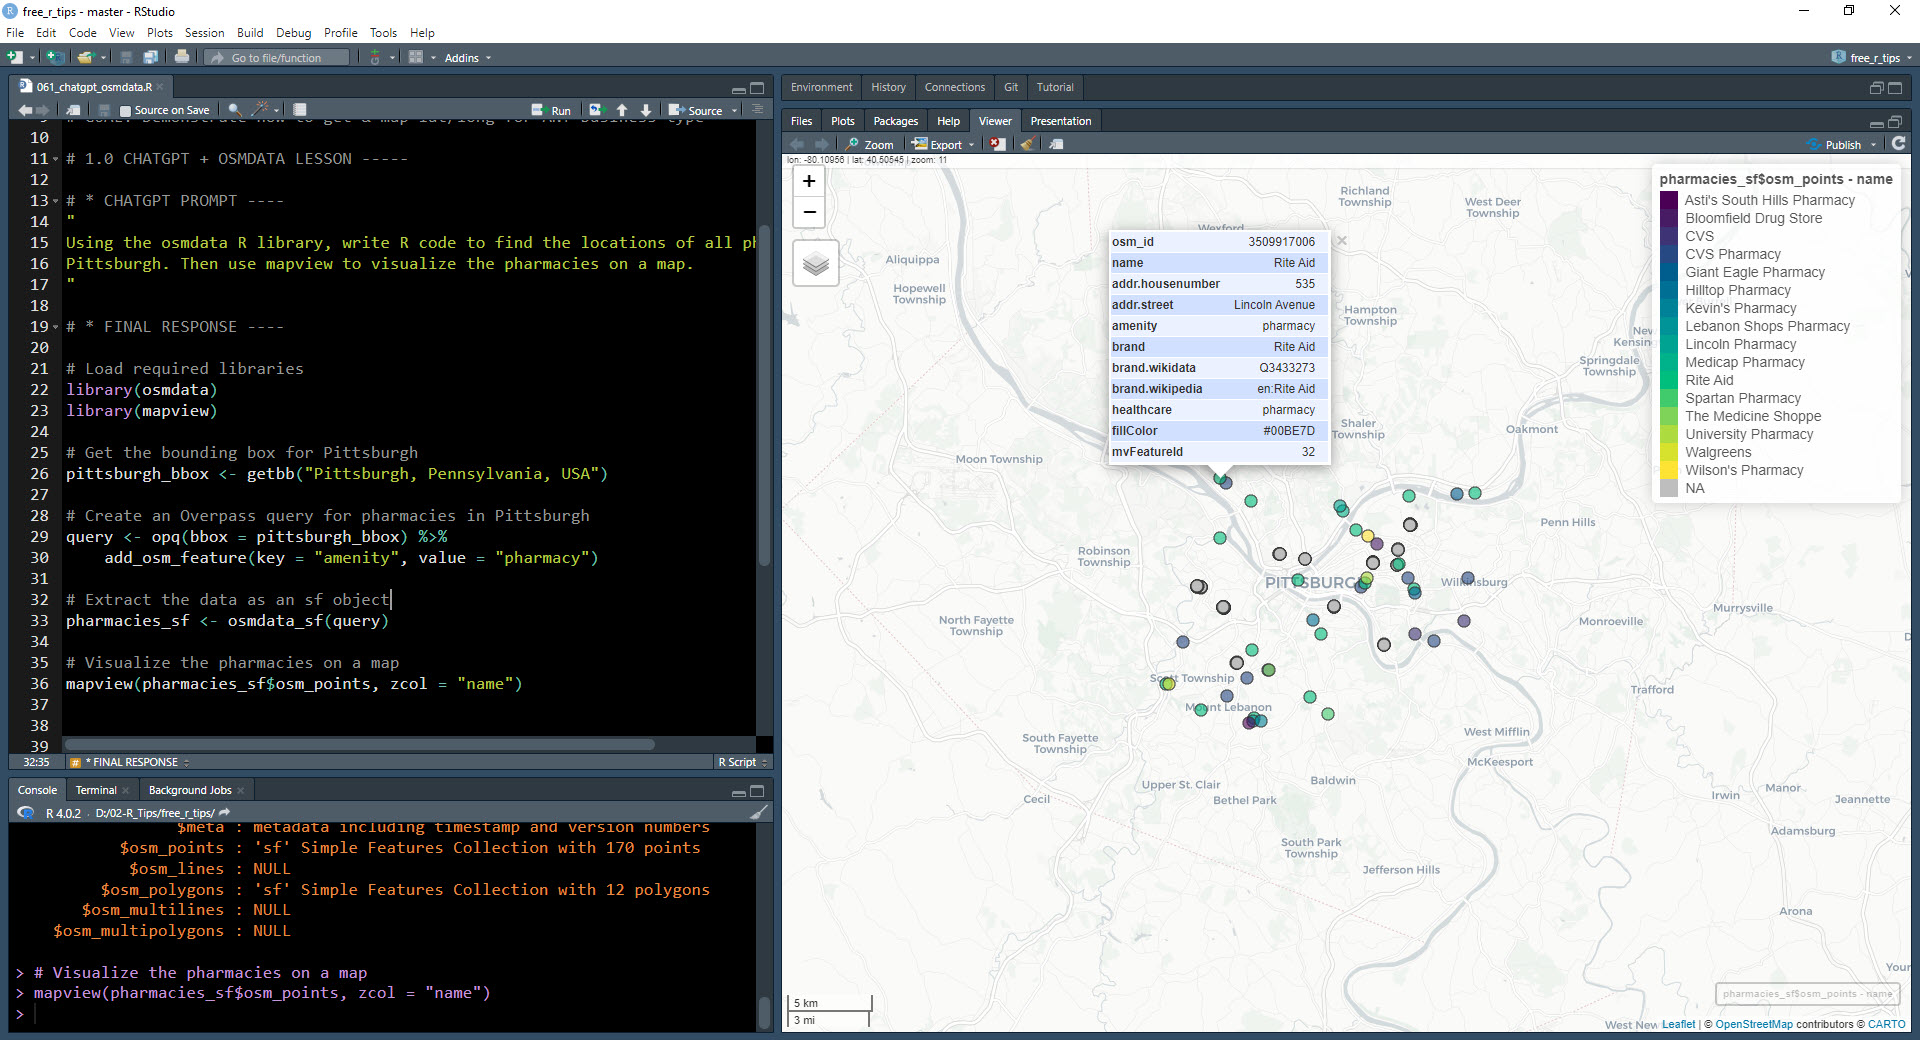 free_r_tips - master - RStudio
File Edit Code View Plots Session Build Debug Profile Tools Help
Go to file/function
Addins
free_r_tips
061_chatgpt_osmdata.R
Source on Save
Run
Source
10
11 # 1.0 CHATGPT + OSMDATA LESSON -----
12
13 # * CHATGPT PROMPT ----
14 "
15 Using the osmdata R library, write R code to find the locations of all ph
16 Pittsburgh. Then use mapview to visualize the pharmacies on a map.
17 "
18
19 # * FINAL RESPONSE ----
20
21 # Load required libraries
22 library(osmdata)
23 library(mapview)
24
25 # Get the bounding box for Pittsburgh
26 pittsburgh_bbox <- getbb("Pittsburgh, Pennsylvania, USA")
27
28 # Create an Overpass query for pharmacies in Pittsburgh
29 query <- opq(bbox = pittsburgh_bbox) %>%
30 add_osm_feature(key = "amenity", value = "pharmacy")
31
32 # Extract the data as an sf object
33 pharmacies_sf <- osmdata_sf(query)
34
35 # Visualize the pharmacies on a map
36 mapview(pharmacies_sf$osm_points, zcol = "name")
37
38
39
32:35 # * FINAL RESPONSE R Script
Console Terminal Background Jobs
R 4.0.2 · D:/02-R_Tips/free_r_tips/
$meta : metadata including timestamp and version numbers
$osm_points : 'sf' Simple Features Collection with 170 points
$osm_lines : NULL
$osm_polygons : 'sf' Simple Features Collection with 12 polygons
$osm_multilines : NULL
$osm_multipolygons : NULL
> # Visualize the pharmacies on a map
> mapview(pharmacies_sf$osm_points, zcol = "name")
>
Environment History Connections Git Tutorial
Files Plots Packages Help Viewer Presentation
Zoom Export Publish
lon: -80.10956 | lat: 40.50545 | zoom: 11
+
−
osm_id 3509917006
name Rite Aid
addr.housenumber 535
addr.street Lincoln Avenue
amenity pharmacy
brand Rite Aid
brand.wikidata Q3433273
brand.wikipedia en:Rite Aid
healthcare pharmacy
fillColor #00BE7D
mvFeatureId 32
pharmacies_sf$osm_points - name
Asti's South Hills Pharmacy
Bloomfield Drug Store
CVS
CVS Pharmacy
Giant Eagle Pharmacy
Hilltop Pharmacy
Kevin's Pharmacy
Lebanon Shops Pharmacy
Lincoln Pharmacy
Medicap Pharmacy
Rite Aid
Spartan Pharmacy
The Medicine Shoppe
University Pharmacy
Walgreens
Wilson's Pharmacy
NA
Richland
Township
West Deer
Township
Wexford
Aliquippa
Hopewell
Township
Hampton
Township
New
Kensing
Springdale
Township
Shaler
Township
Oakmont
Moon Township
Penn Hills
Robinson
Township
PITTSBURG
Wilkinsburg
Murrysville
North Fayette
Township
Monroeville
Scott Township
Trafford
Mount Lebanon
South Fayette
Township
West Mifflin
McKeesport
Upper St. Clair
Baldwin
Cecil
Bethel Park
Irwin
Manor
Jeannette
Adamsburg
South Park
Township
Jefferson Hills
Arona
Your
West New
5 km
3 mi
pharmacies_sf$osm_points - name
Leaflet | © OpenStreetMap contributors © CARTO